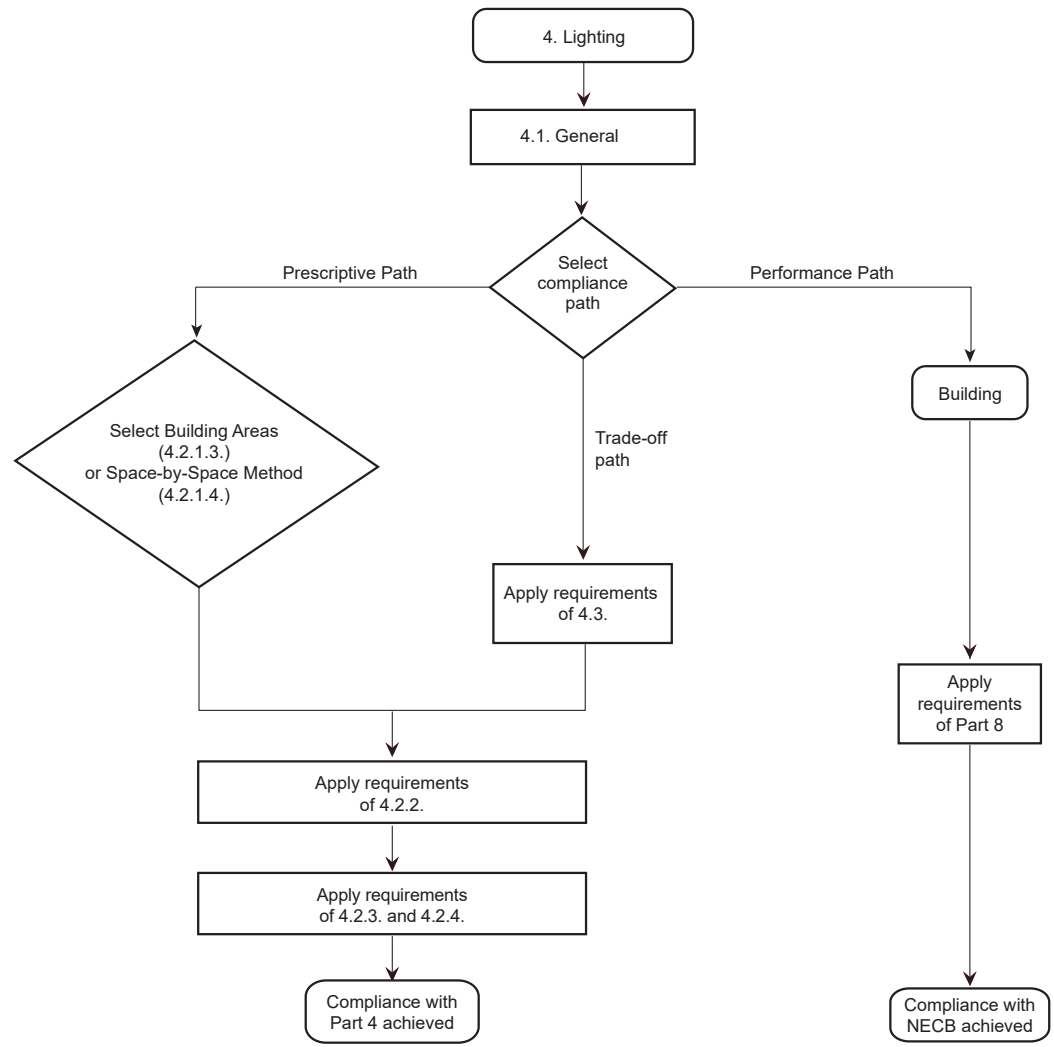 4. Lighting
4.1. General
Select
compliance
path
Prescriptive Path
Performance Path
Select Building Areas
(4.2.1.3.)
or Space-by-Space Method
(4.2.1.4.)
Trade-off
path
Building
Apply requirements
of 4.3.
Apply
requirements
of Part 8
Apply requirements
of 4.2.2.
Apply requirements
of 4.2.3. and 4.2.4.
Compliance with
Part 4 achieved
Compliance with
NECB achieved